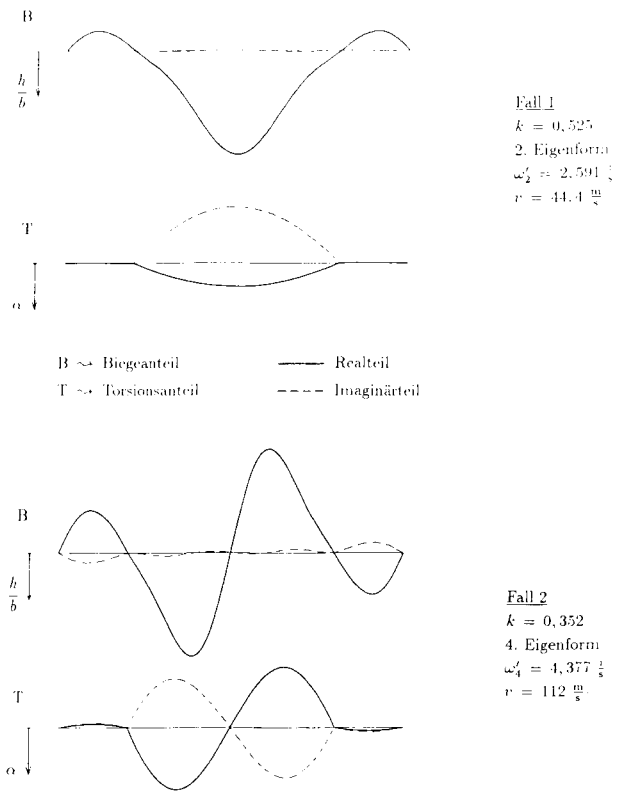 B
h/b
Fall 1
k = 0,525
2. Eigenform
ω′₂ = 2,591 1/s
v = 44,4 m/s
T
α
B ⤳ Biegeanteil
Realteil
T ⤳ Torsionsanteil
Imaginärteil
B
h/b
Fall 2
k = 0,352
4. Eigenform
ω′₄ = 4,377 1/s
v = 112 m/s
T
α